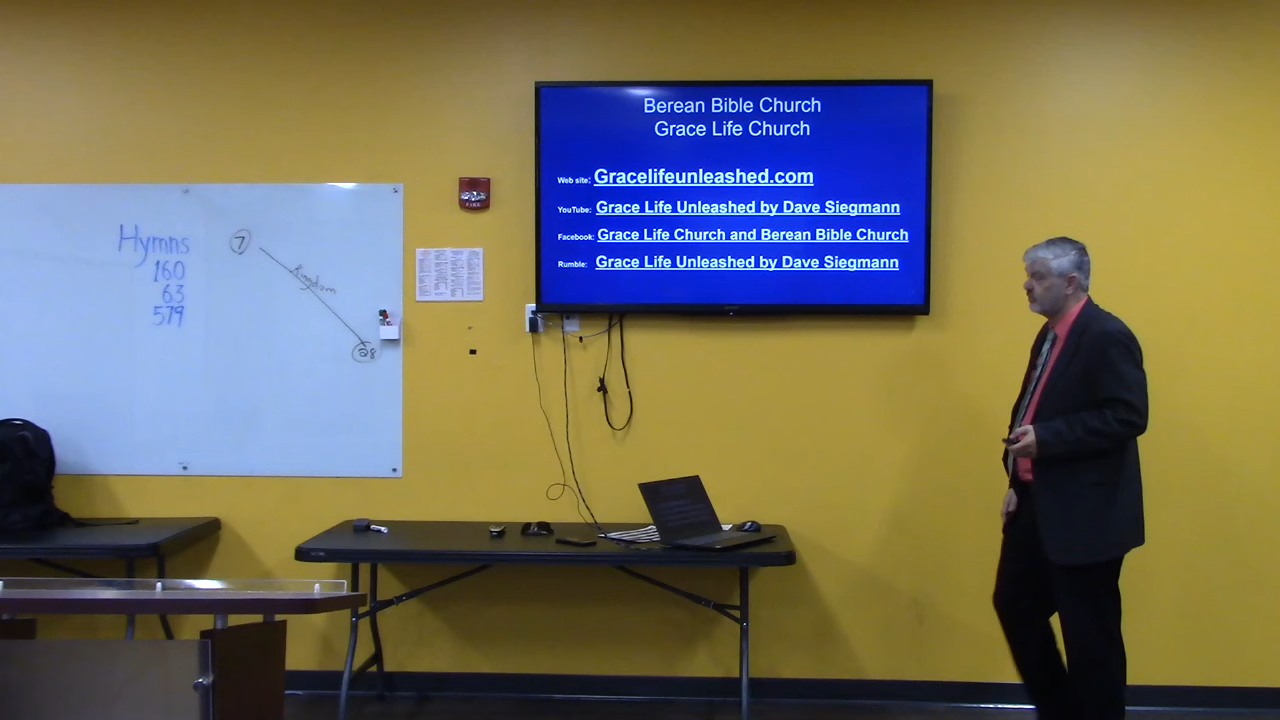 Berean Bible Church
Grace Life Church
Web site: Gracelifeunleashed.com
YouTube: Grace Life Unleashed by Dave Siegmann
Facebook: Grace Life Church and Berean Bible Church
Rumble: Grace Life Unleashed by Dave Siegmann
Hymns
160
63
579
7
Kingdom
28
FIRE